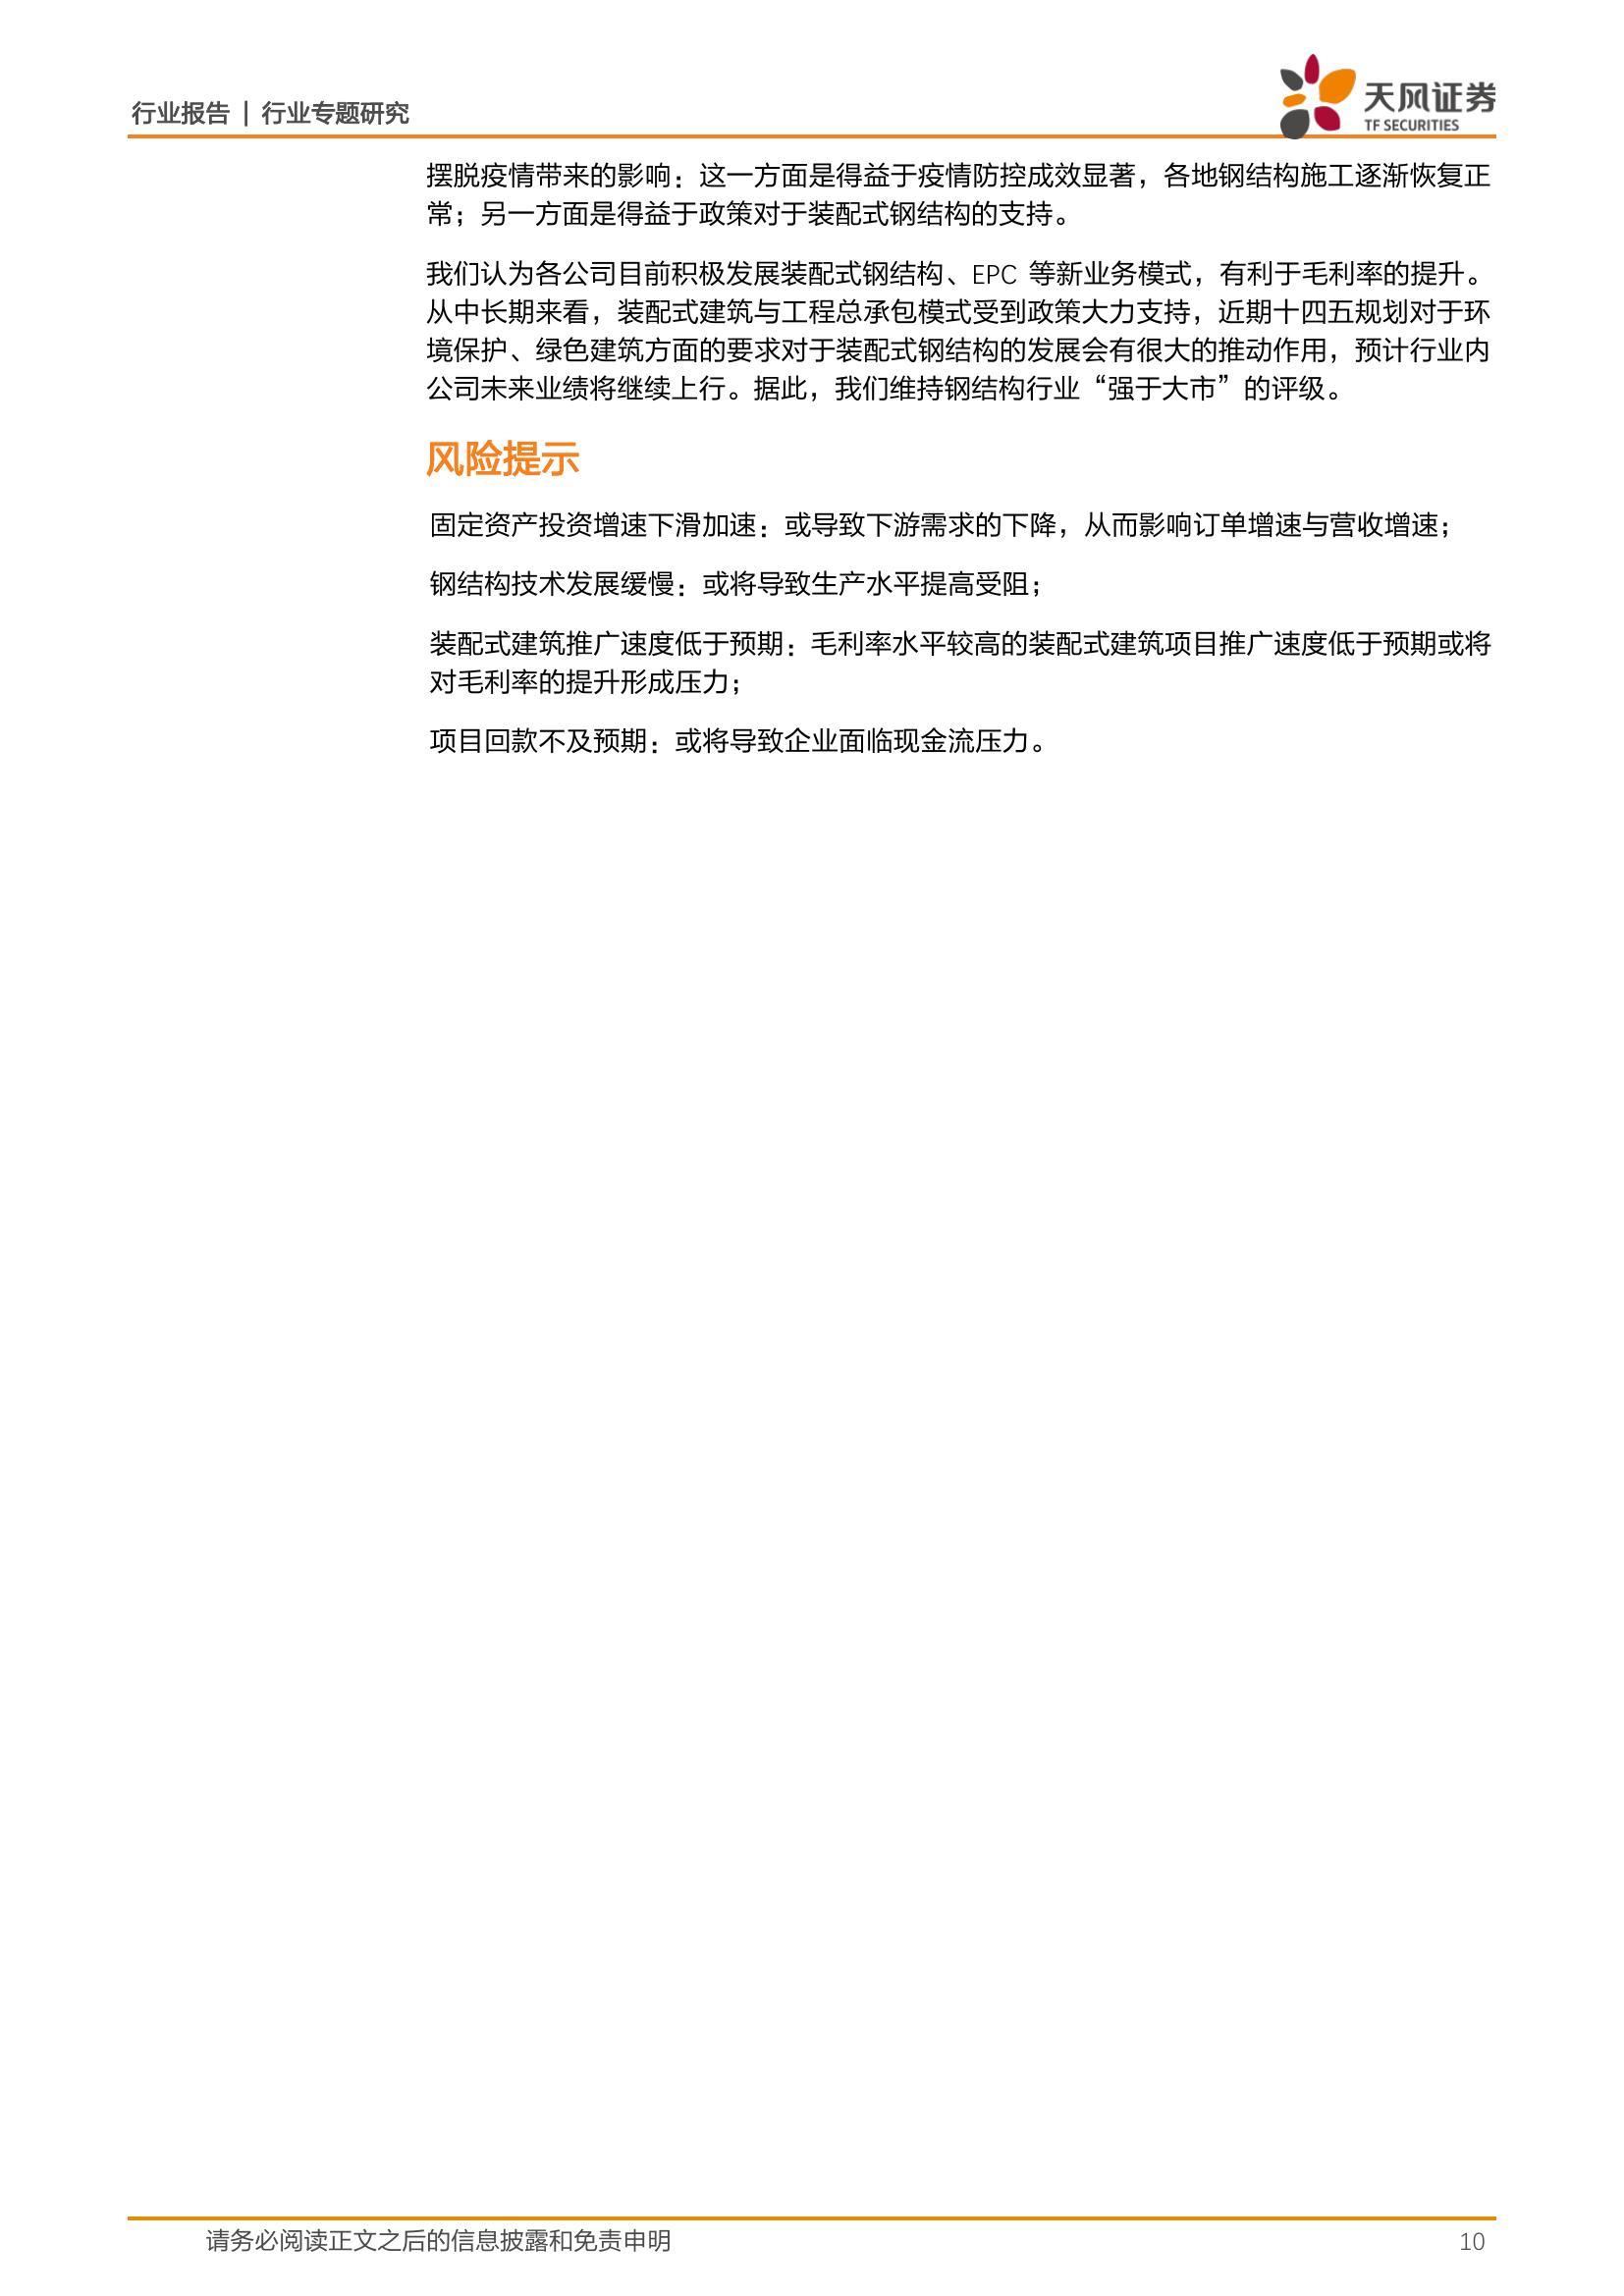 行业报告 | 行业专题研究
天风证券
TF SECURITIES
摆脱疫情带来的影响：这一方面是得益于疫情防控成效显著，各地钢结构施工逐渐恢复正
常；另一方面是得益于政策对于装配式钢结构的支持。
我们认为各公司目前积极发展装配式钢结构、EPC 等新业务模式，有利于毛利率的提升。
从中长期来看，装配式建筑与工程总承包模式受到政策大力支持，近期十四五规划对于环
境保护、绿色建筑方面的要求对于装配式钢结构的发展会有很大的推动作用，预计行业内
公司未来业绩将继续上行。据此，我们维持钢结构行业“强于大市”的评级。
风险提示
固定资产投资增速下滑加速：或导致下游需求的下降，从而影响订单增速与营收增速；
钢结构技术发展缓慢：或将导致生产水平提高受阻；
装配式建筑推广速度低于预期：毛利率水平较高的装配式建筑项目推广速度低于预期或将
对毛利率的提升形成压力；
项目回款不及预期：或将导致企业面临现金流压力。
请务必阅读正文之后的信息披露和免责申明
10